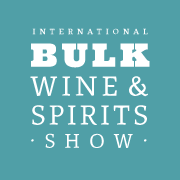 INTERNATIONAL
BULK
WINE &
SPIRITS
· SHOW ·